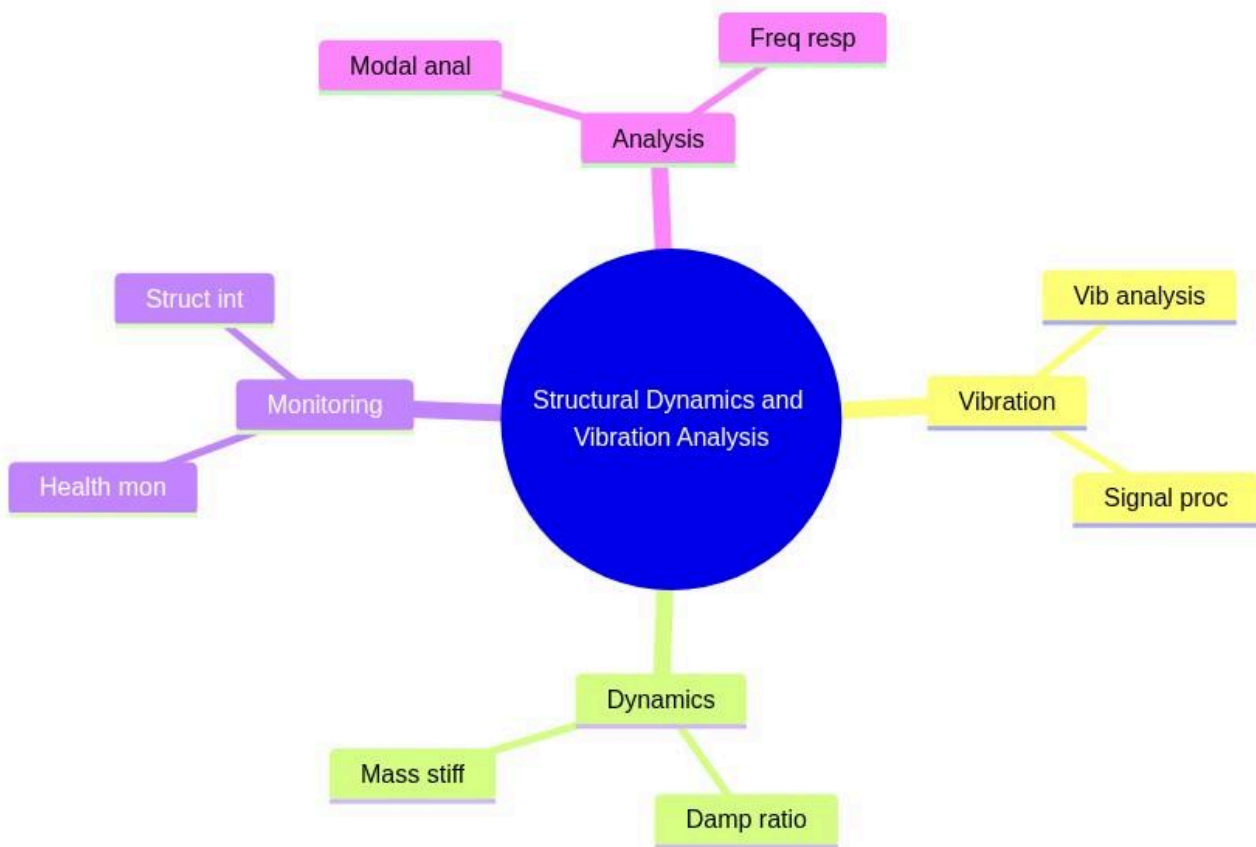 Freq resp
Modal anal
Analysis
Struct int
Vib analysis
Monitoring
Structural Dynamics and
Vibration Analysis
Vibration
Health mon
Signal proc
Dynamics
Mass stiff
Damp ratio